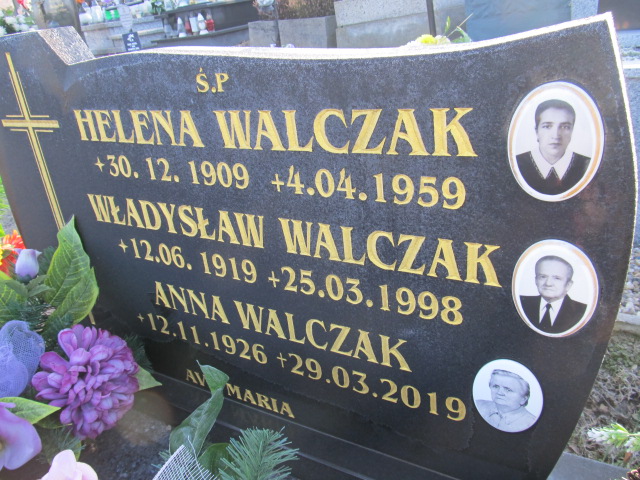 Ś.P
HELENA WALCZAK
+30. 12. 1909 +4.04.1959
WŁADYSŁAW WALCZAK
+12.06. 1919 +25.03.1998
ANNA WALCZAK
+12.11.1926 +29.03.2019
MARIA